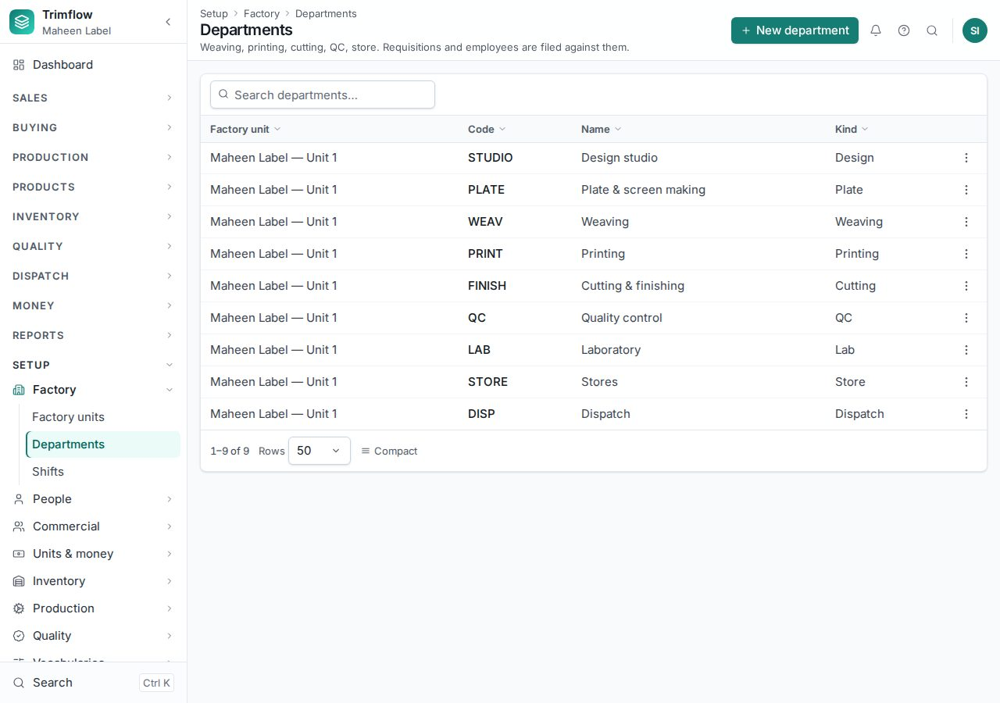 Trimflow
Maheen Label
Dashboard
SALES
BUYING
PRODUCTION
PRODUCTS
INVENTORY
QUALITY
DISPATCH
MONEY
REPORTS
SETUP
Factory
Factory units
Departments
Shifts
People
Commercial
Units & money
Inventory
Production
Quality
Search Ctrl K
Setup > Factory > Departments
Departments
Weaving, printing, cutting, QC, store. Requisitions and employees are filed against them.
+ New department
SI
Search departments...
Factory unit Code Name Kind
Maheen Label — Unit 1 STUDIO Design studio Design
Maheen Label — Unit 1 PLATE Plate & screen making Plate
Maheen Label — Unit 1 WEAV Weaving Weaving
Maheen Label — Unit 1 PRINT Printing Printing
Maheen Label — Unit 1 FINISH Cutting & finishing Cutting
Maheen Label — Unit 1 QC Quality control QC
Maheen Label — Unit 1 LAB Laboratory Lab
Maheen Label — Unit 1 STORE Stores Store
Maheen Label — Unit 1 DISP Dispatch Dispatch
1–9 of 9 Rows 50 Compact